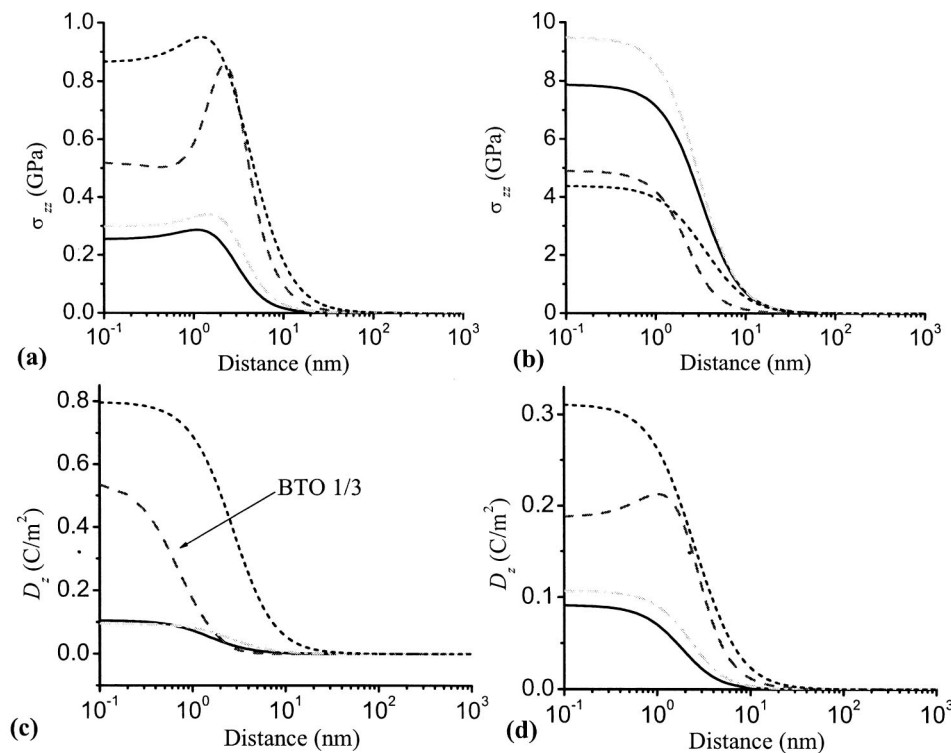 1.0
0.8
0.6
0.4
0.2
0.0
σzz (GPa)
10⁻¹ 10⁰ 10¹ 10² 10³
Distance (nm)
(a)
10
8
6
4
2
0
σzz (GPa)
10⁻¹ 10⁰ 10¹ 10² 10³
Distance (nm)
(b)
0.8
0.6
0.4
0.2
0.0
Dz (C/m²)
BTO 1/3
10⁻¹ 10⁰ 10¹ 10² 10³
Distance (nm)
(c)
0.3
0.2
0.1
0.0
Dz (C/m²)
10⁻¹ 10⁰ 10¹ 10² 10³
Distance (nm)
(d)